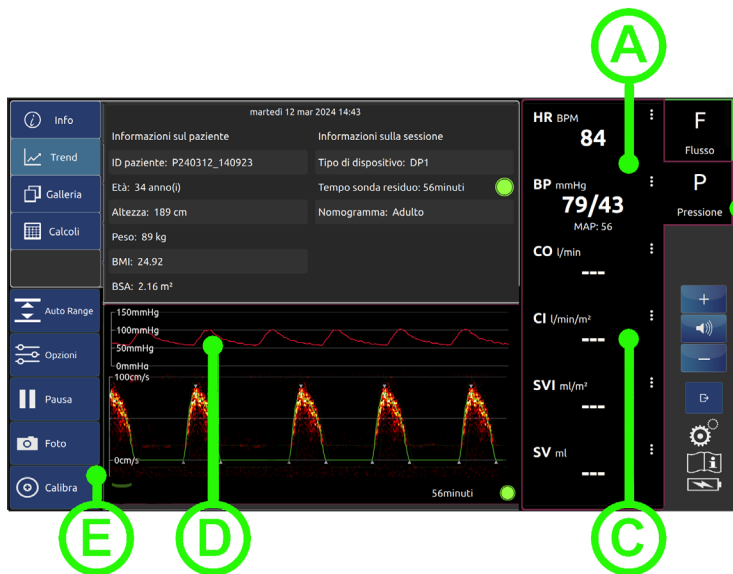 A
Info
Trend
Galleria
Calcoli
Auto Range
Opzioni
Pausa
Foto
Calibra
martedì 12 mar 2024 14:43
Informazioni sul paziente
ID paziente: P240312_140923
Età: 34 anno(i)
Altezza: 189 cm
Peso: 89 kg
BMI: 24.92
BSA: 2.16 m²
Informazioni sulla sessione
Tipo di dispositivo: DP1
Tempo sonda residuo: 56minuti
Nomogramma: Adulto
150mmHg
100mmHg
50mmHg
0mmHg
100cm/s
0cm/s
56minuti
HR BPM
84
BP mmHg
79/43
MAP: 56
CO l/min
---
CI l/min/m²
---
SVI ml/m²
---
SV ml
---
F
Flusso
P
Pressione
+
−
i
E
D
C